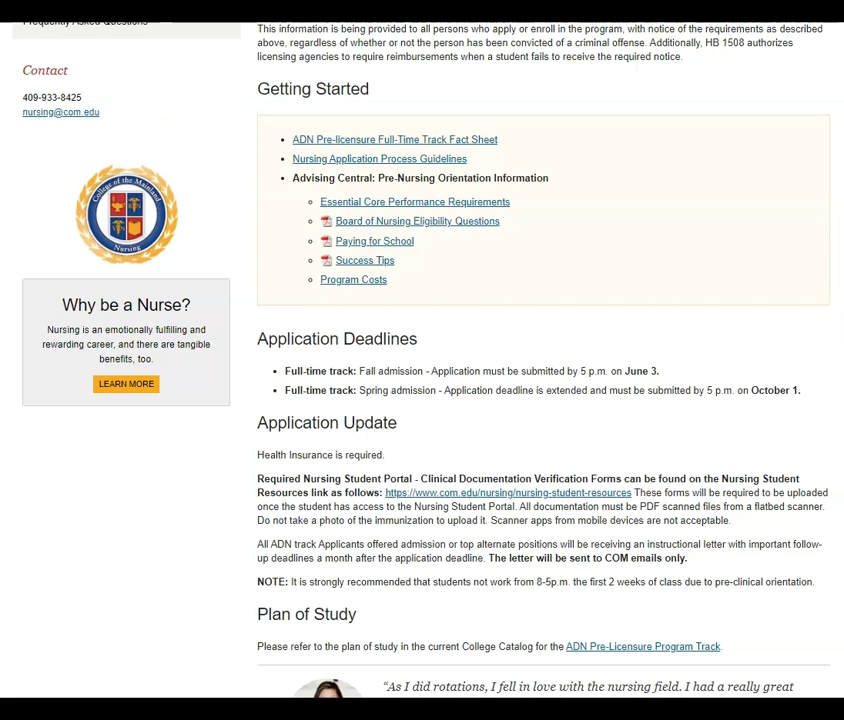 Frequently Asked Questions
Contact
409-933-8425
nursing@com.edu
College of the Mainland
Nursing
Why be a Nurse?
Nursing is an emotionally fulfilling and
rewarding career, and there are tangible
benefits, too.
LEARN MORE
This information is being provided to all persons who apply or enroll in the program, with notice of the requirements as described
above, regardless of whether or not the person has been convicted of a criminal offense. Additionally, HB 1508 authorizes
licensing agencies to require reimbursements when a student fails to receive the required notice.
Getting Started
• ADN Pre-licensure Full-Time Track Fact Sheet
• Nursing Application Process Guidelines
• Advising Central: Pre-Nursing Orientation Information
Essential Core Performance Requirements
Board of Nursing Eligibility Questions
Paying for School
Success Tips
Program Costs
Application Deadlines
• Full-time track: Fall admission - Application must be submitted by 5 p.m. on June 3.
• Full-time track: Spring admission - Application deadline is extended and must be submitted by 5 p.m. on October 1.
Application Update
Health Insurance is required.
Required Nursing Student Portal - Clinical Documentation Verification Forms can be found on the Nursing Student
Resources link as follows: https://www.com.edu/nursing/nursing-student-resources These forms will be required to be uploaded
once the student has access to the Nursing Student Portal. All documentation must be PDF scanned files from a flatbed scanner.
Do not take a photo of the immunization to upload it. Scanner apps from mobile devices are not acceptable.
All ADN track Applicants offered admission or top alternate positions will be receiving an instructional letter with important follow-
up deadlines a month after the application deadline. The letter will be sent to COM emails only.
NOTE: It is strongly recommended that students not work from 8-5p.m. the first 2 weeks of class due to pre-clinical orientation.
Plan of Study
Please refer to the plan of study in the current College Catalog for the ADN Pre-Licensure Program Track.
“As I did rotations, I fell in love with the nursing field. I had a really great